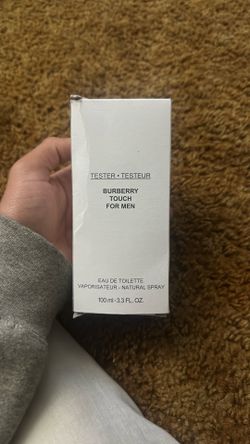 TESTER • TESTEUR
BURBERRY
TOUCH
FOR MEN
EAU DE TOILETTE
VAPORISATEUR - NATURAL SPRAY
100 ml - 3.3 FL. OZ.